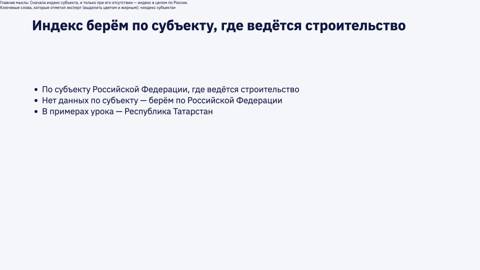 Главная мысль: Сначала индекс субъекта, и только при его отсутствии — индекс в целом по России.
Ключевые слова, которые отметил эксперт (выделить цветом и жирным): «индекс субъекта»
Индекс берём по субъекту, где ведётся строительство
• По субъекту Российской Федерации, где ведётся строительство
• Нет данных по субъекту — берём по Российской Федерации
• В примерах урока — Республика Татарстан